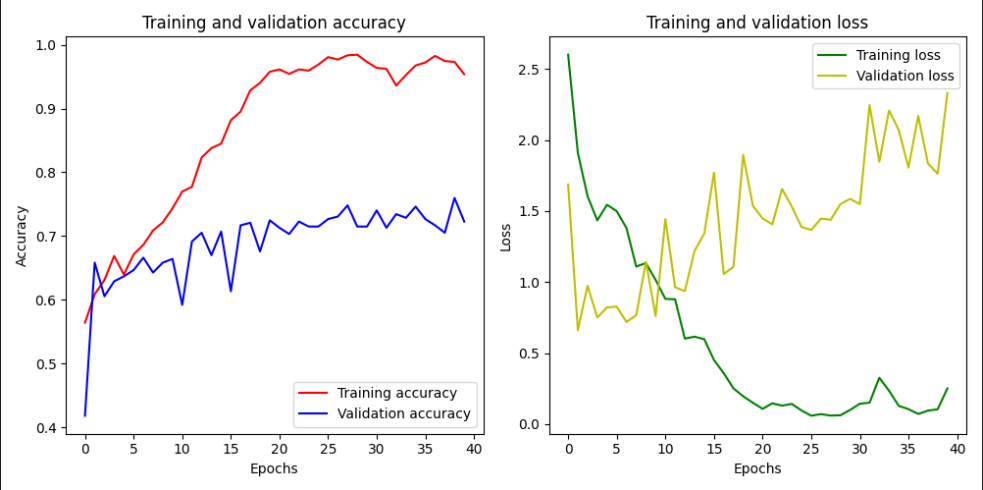 Training and validation accuracy
1.0
0.9
0.8
0.7
0.6
0.5
0.4
Accuracy
Training accuracy
Validation accuracy
0 5 10 15 20 25 30 35 40
Epochs
Training and validation loss
2.5
2.0
1.5
1.0
0.5
0.0
Loss
Training loss
Validation loss
0 5 10 15 20 25 30 35 40
Epochs